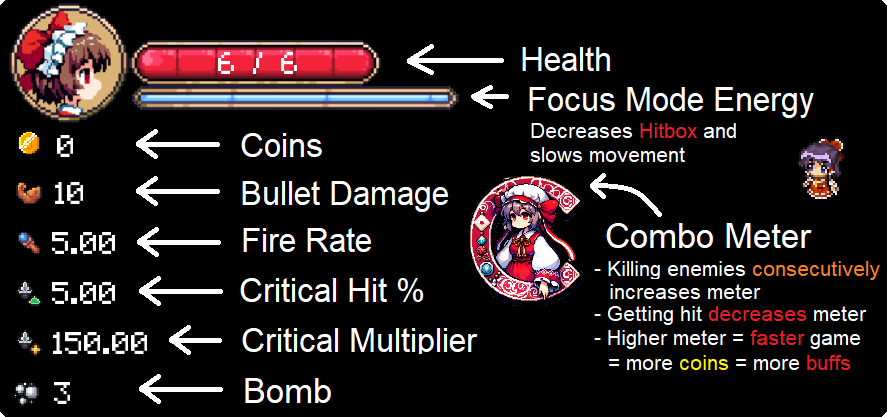 6 / 6
Health
Focus Mode Energy
Decreases Hitbox and
slows movement
0
Coins
10
Bullet Damage
5.00
Fire Rate
5.00
Critical Hit %
150.00
Critical Multiplier
3
Bomb
C
Combo Meter
- Killing enemies consecutively
increases meter
- Getting hit decreases meter
- Higher meter = faster game
= more coins = more buffs